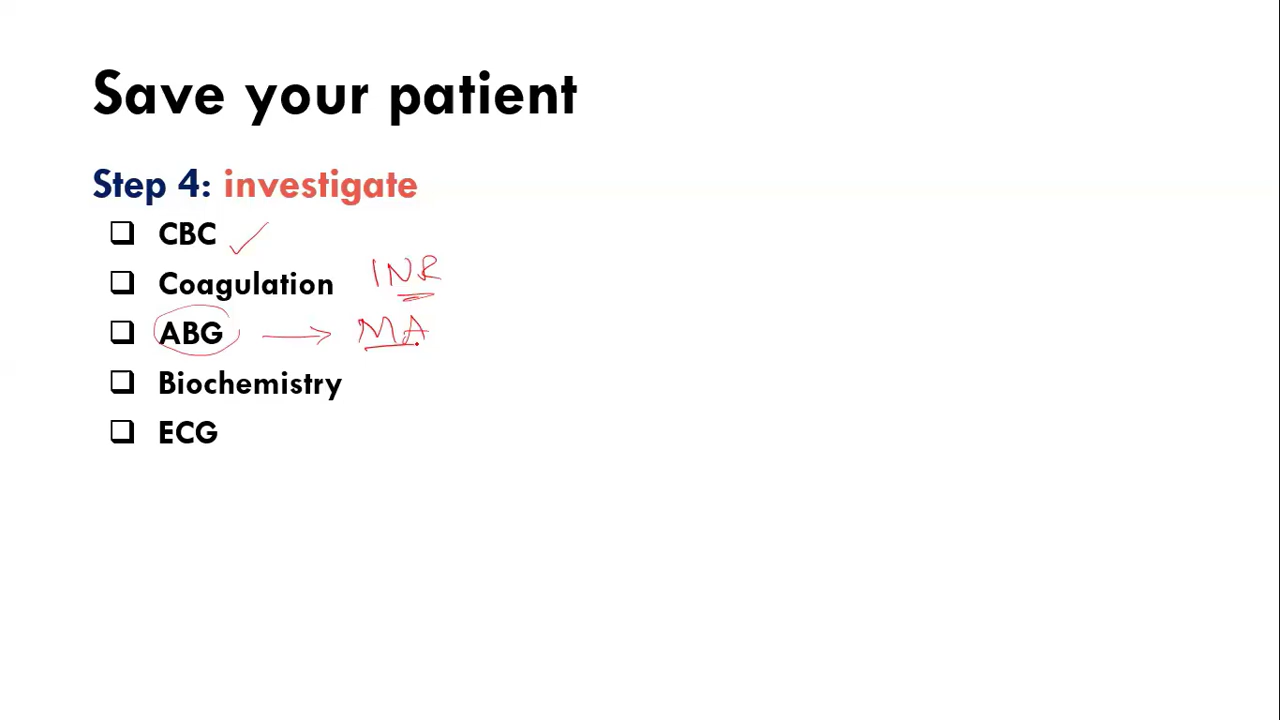 Save your patient
Step 4: investigate
CBC
Coagulation INR
ABG → MA
Biochemistry
ECG